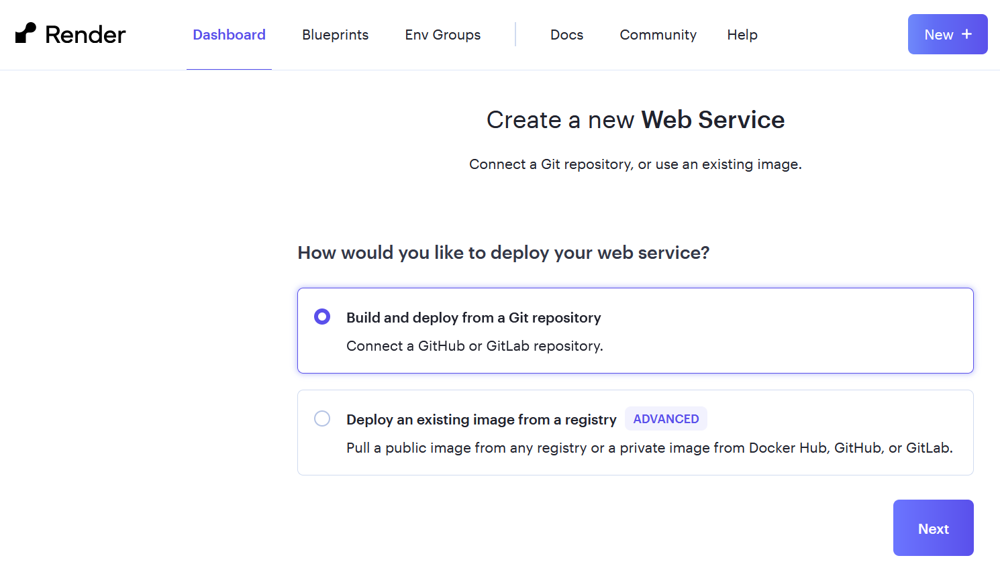 Render
Dashboard
Blueprints
Env Groups
Docs
Community
Help
New +
Create a new Web Service
Connect a Git repository, or use an existing image.
How would you like to deploy your web service?
Build and deploy from a Git repository
Connect a GitHub or GitLab repository.
Deploy an existing image from a registry ADVANCED
Pull a public image from any registry or a private image from Docker Hub, GitHub, or GitLab.
Next